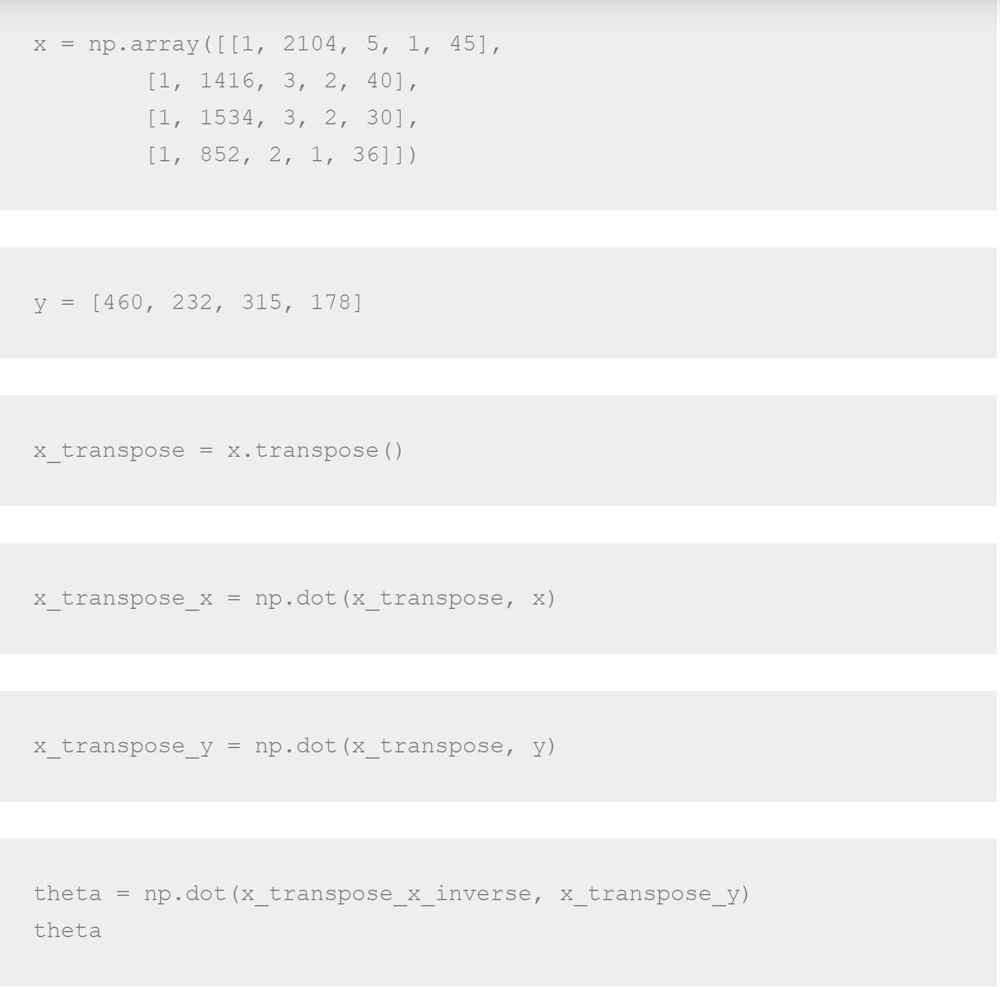 x = np.array([[1, 2104, 5, 1, 45],
[1, 1416, 3, 2, 40],
[1, 1534, 3, 2, 30],
[1, 852, 2, 1, 36]])
y = [460, 232, 315, 178]
x_transpose = x.transpose()
x_transpose_x = np.dot(x_transpose, x)
x_transpose_y = np.dot(x_transpose, y)
theta = np.dot(x_transpose_x_inverse, x_transpose_y)
theta